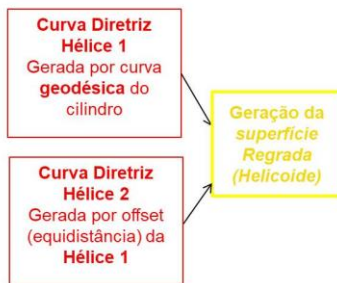 Curva Diretriz
Hélice 1
Gerada por curva
geodésica do
cilindro
Curva Diretriz
Hélice 2
Gerada por offset
(equidistância) da
Hélice 1
Geração da
superfície
Regrada
(Helicoide)